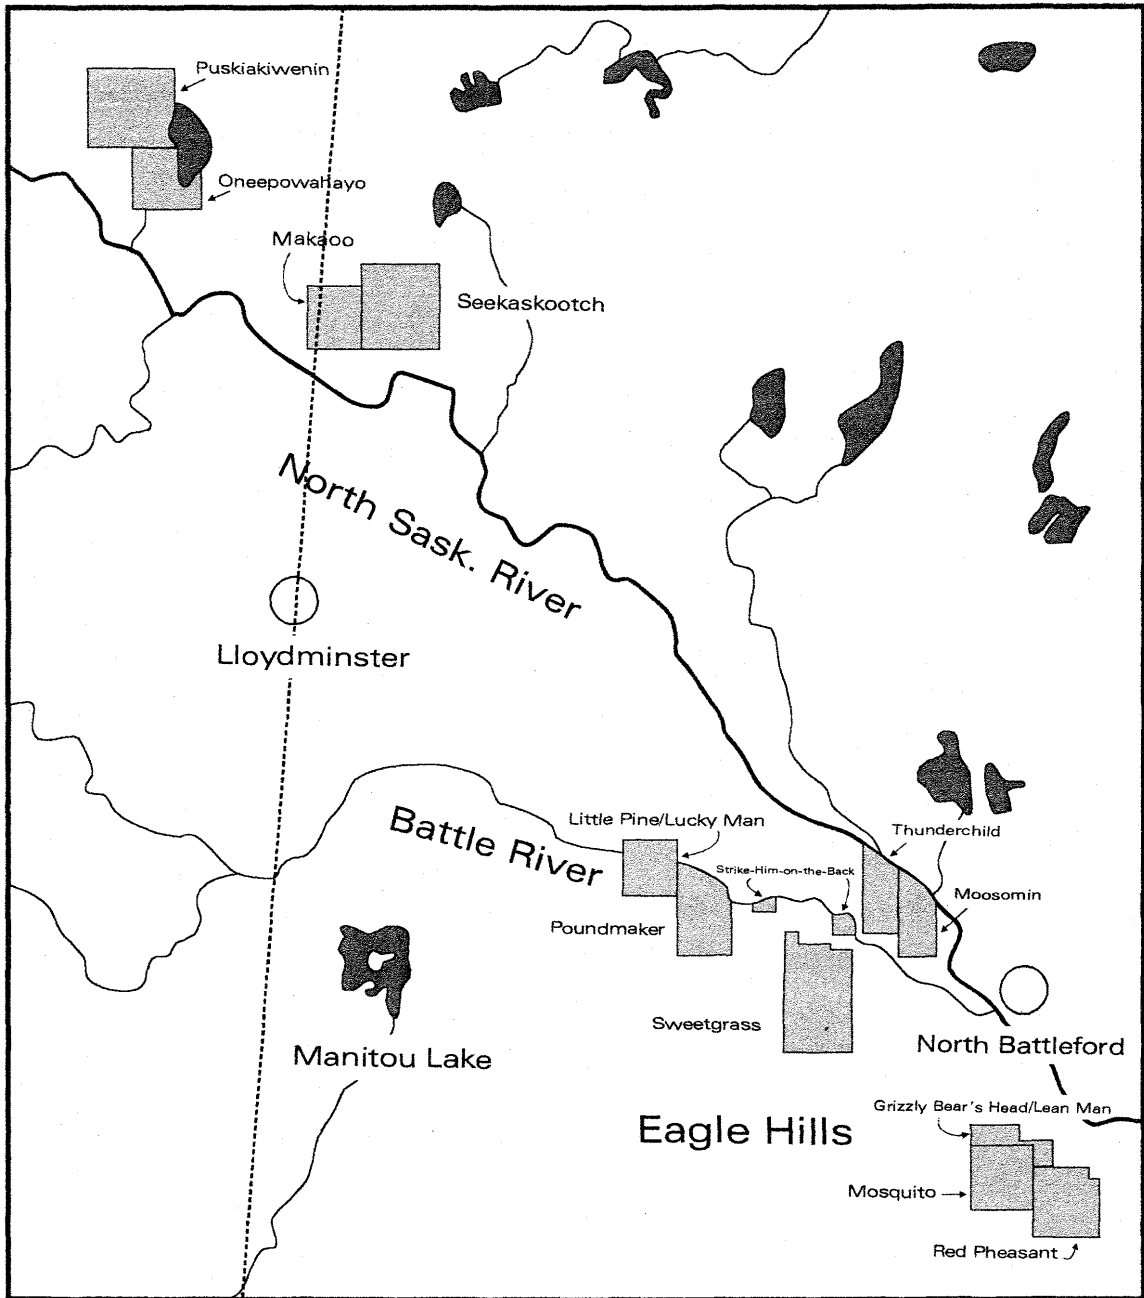 Puskiakiwenin
Oneepowahayo
Makaoo
Seekaskootch
North Sask. River
Lloydminster
Battle River
Little Pine/Lucky Man
Thunderchild
Strike-Him-on-the-Back
Moosomin
Poundmaker
Sweetgrass
North Battleford
Manitou Lake
Grizzly Bear's Head/Lean Man
Eagle Hills
Mosquito
Red Pheasant